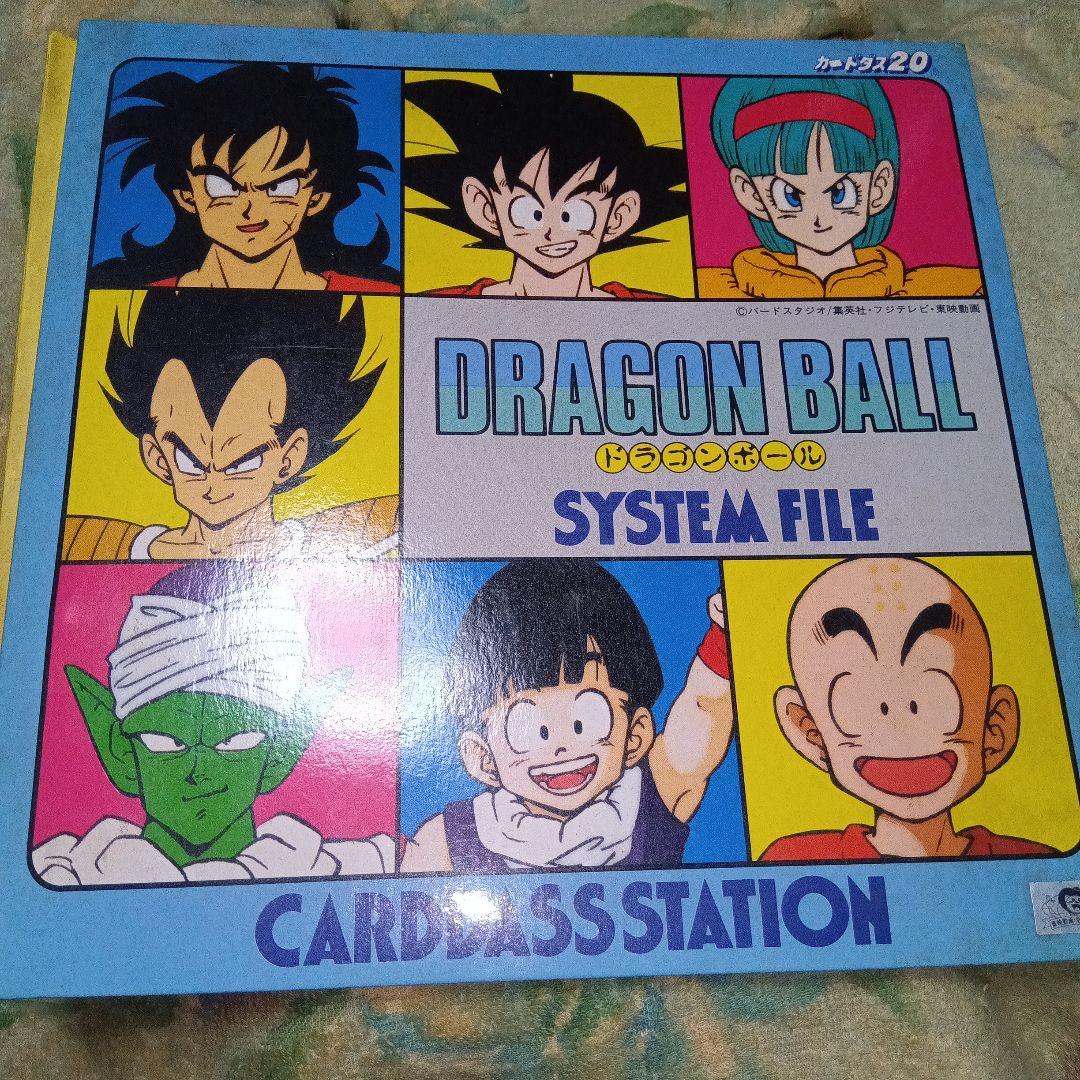 カードダス20
©バードスタジオ/集英社・フジテレビ・東映動画
DRAGON BALL
ドラゴンボール
SYSTEM FILE
CARDDASS STATION